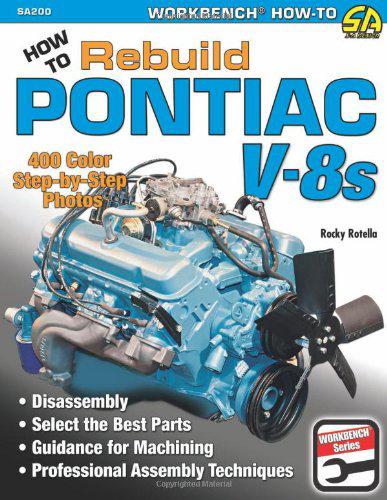 SA200
WORKBENCH® HOW-TO
SA
HOW TO Rebuild
PONTIAC
V-8s
400 Color
Step-by-Step
Photos
Rocky Rotella
• Disassembly
• Select the Best Parts
• Guidance for Machining
• Professional Assembly Techniques
WORKBENCH
Series